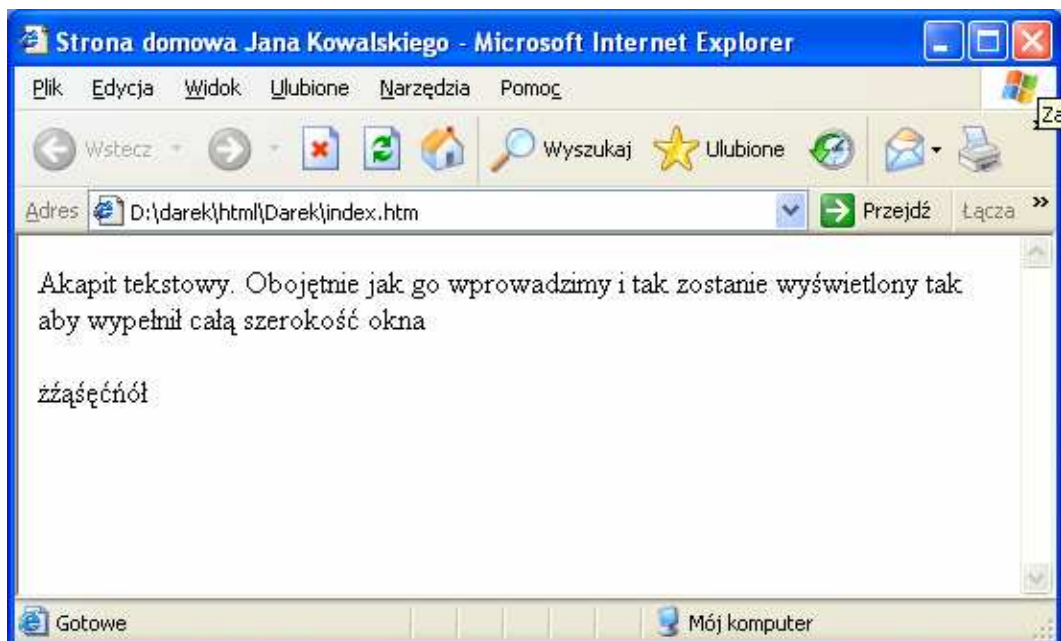 Strona domowa Jana Kowalskiego - Microsoft Internet Explorer
Plik Edycja Widok Ulubione Narzędzia Pomoc
Za
Wstecz Wyszukaj Ulubione »
Adres D:\darek\html\Darek\index.htm Przejdź Łącza »
Akapit tekstowy. Obojętnie jak go wprowadzimy i tak zostanie wyświetlony tak
aby wypełnił całą szerokość okna
żźąśęćńół
Gotowe Mój komputer